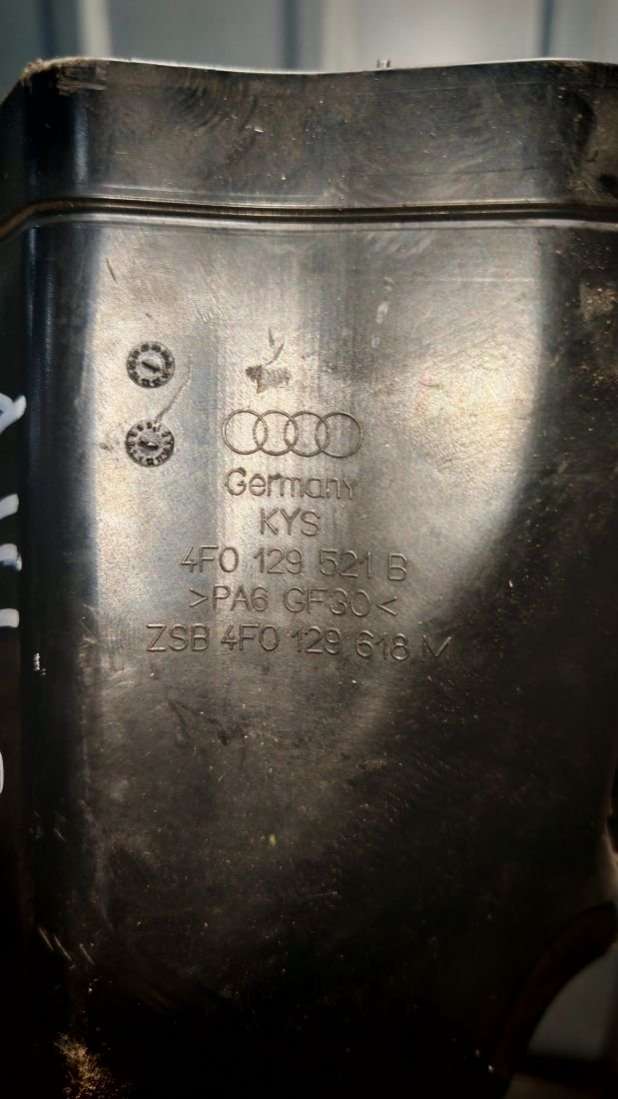 Germany
KYS
4F0 129 521 B
>PA6 GF30<
ZSB 4F0 129 618 M